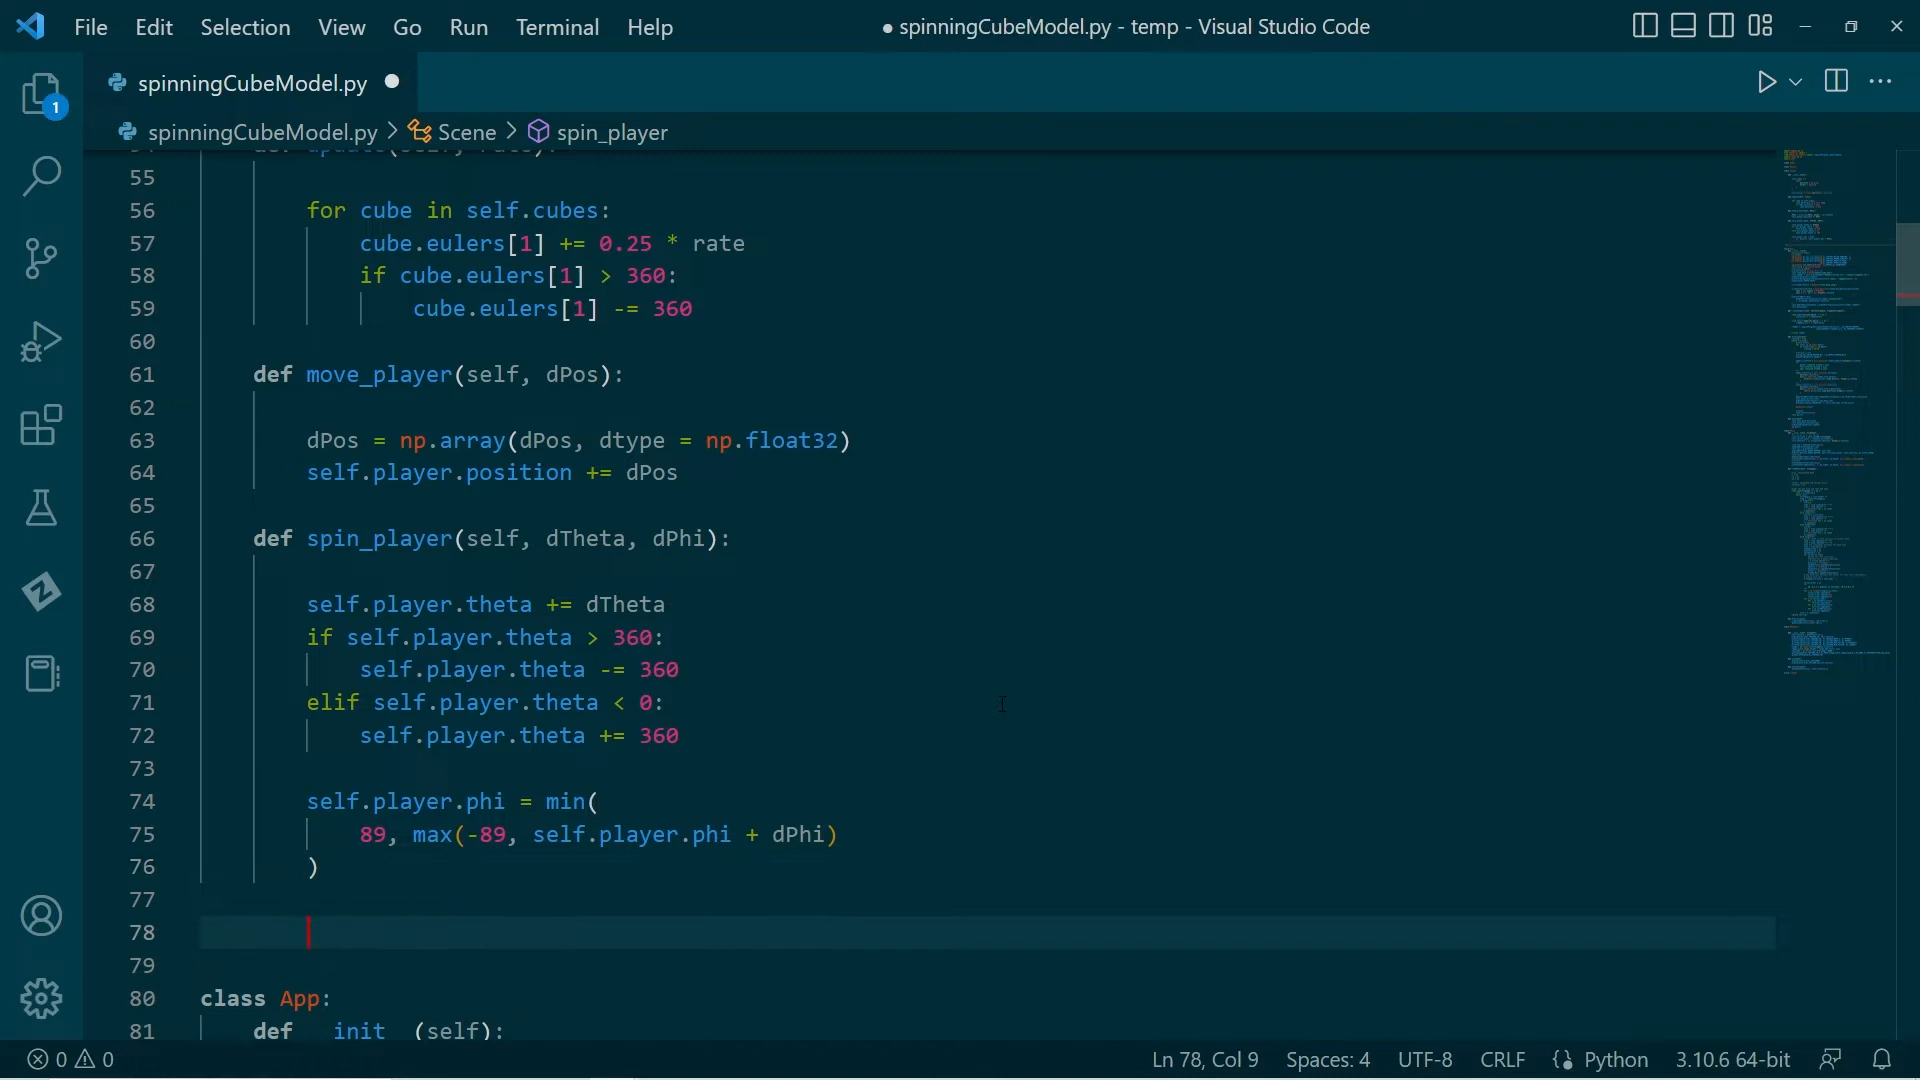 File Edit Selection View Go Run Terminal Help ● spinningCubeModel.py - temp - Visual Studio Code
spinningCubeModel.py
1
spinningCubeModel.py > Scene > spin_player
55
56 for cube in self.cubes:
57 cube.eulers[1] += 0.25 * rate
58 if cube.eulers[1] > 360:
59 cube.eulers[1] -= 360
60
61 def move_player(self, dPos):
62
63 dPos = np.array(dPos, dtype = np.float32)
64 self.player.position += dPos
65
66 def spin_player(self, dTheta, dPhi):
67
68 self.player.theta += dTheta
69 if self.player.theta > 360:
70 self.player.theta -= 360
71 elif self.player.theta < 0:
72 self.player.theta += 360
73
74 self.player.phi = min(
75 89, max(-89, self.player.phi + dPhi)
76 )
77
78
79
80 class App:
81 def __init__(self):
0 0 Ln 78, Col 9 Spaces: 4 UTF-8 CRLF Python 3.10.6 64-bit